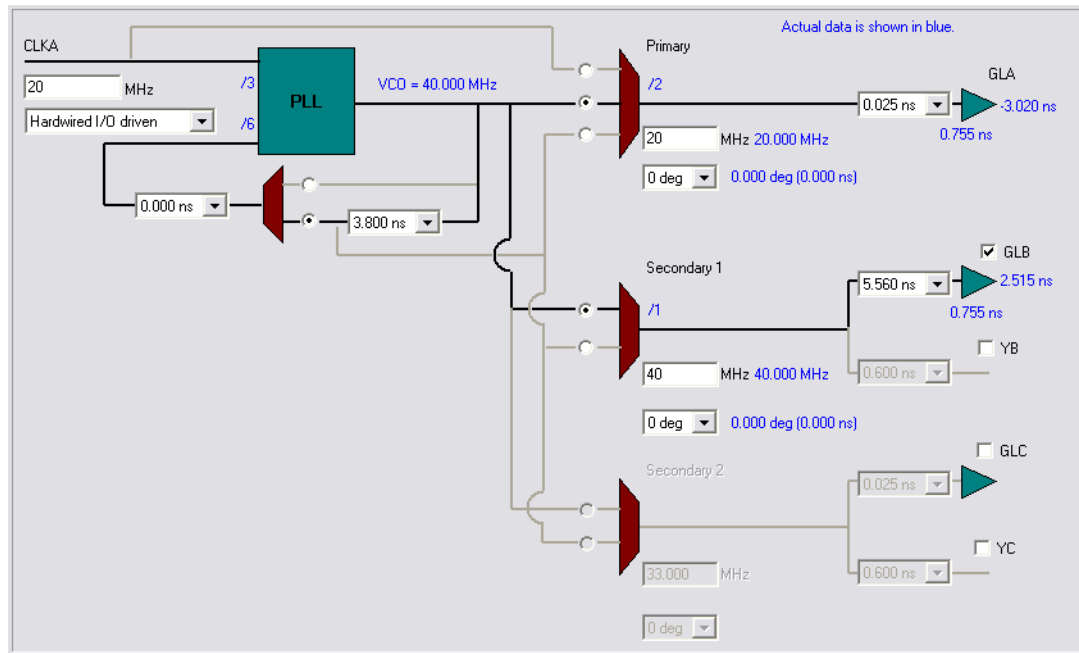 Actual data is shown in blue.
CLKA
20 MHz
Hardwired I/O driven
/3
/6
PLL
VCO = 40.000 MHz
0.000 ns
3.800 ns
Primary
/2
20 MHz 20.000 MHz
0 deg 0.000 deg (0.000 ns)
0.025 ns
GLA
-3.020 ns
0.755 ns
Secondary 1
/1
40 MHz 40.000 MHz
0 deg 0.000 deg (0.000 ns)
5.560 ns
GLB
2.515 ns
0.755 ns
0.600 ns
YB
Secondary 2
33.000 MHz
0 deg
0.025 ns
GLC
0.600 ns
YC